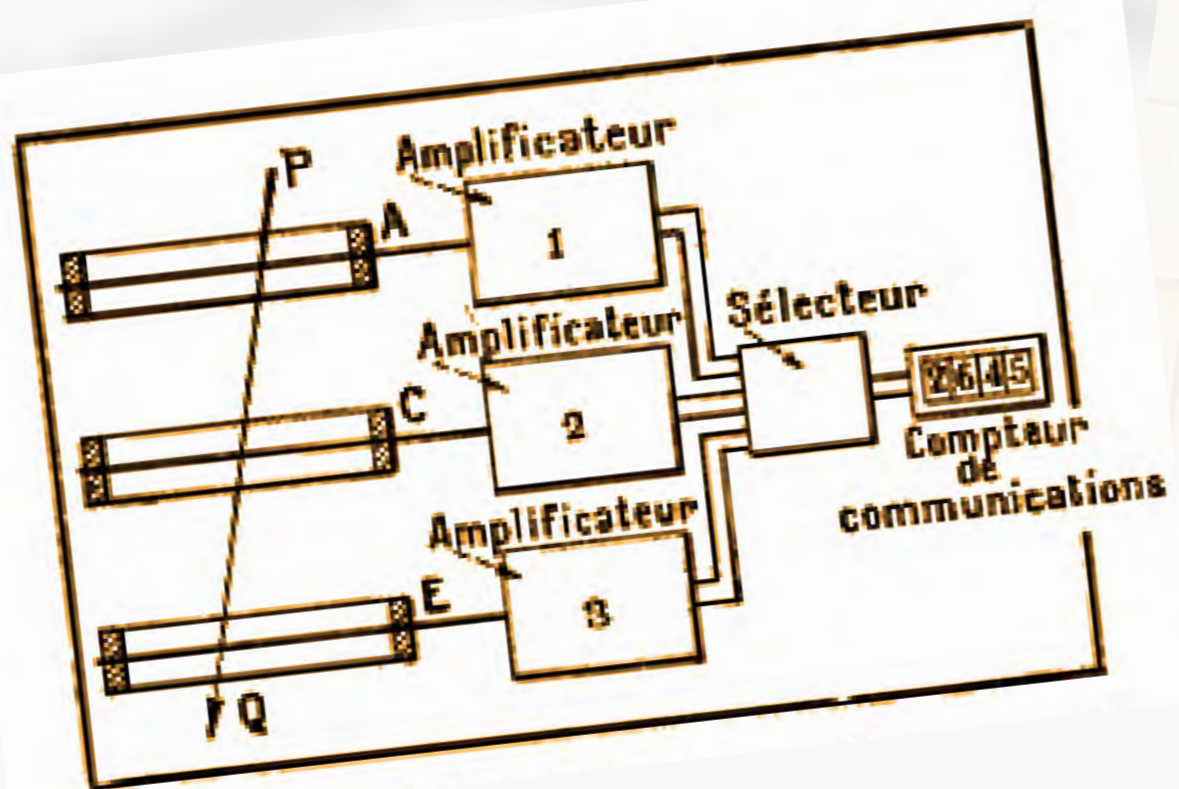 P
Amplificateur
A
1
Amplificateur
Sélecteur
C
2
2645
Compteur
de
communications
Amplificateur
E
3
Q